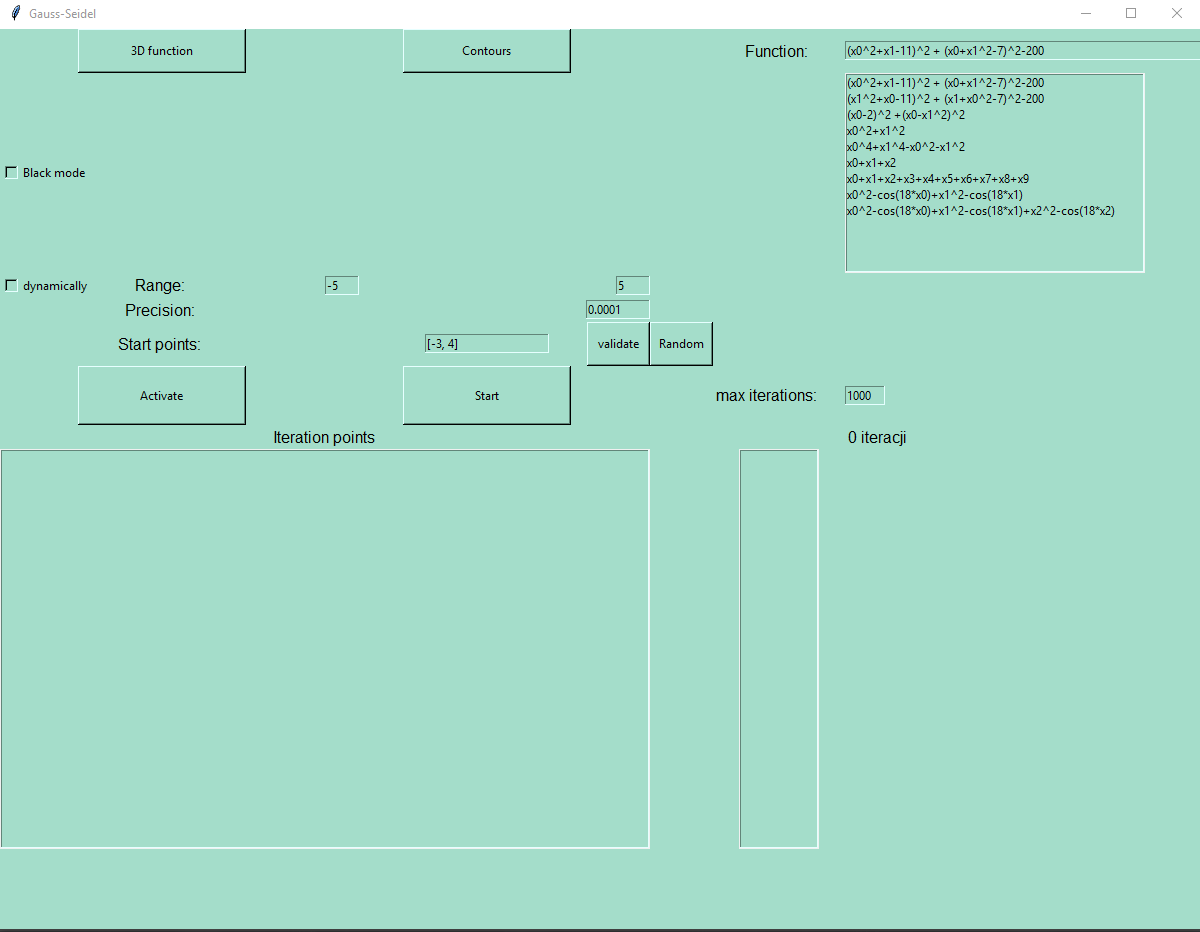 Gauss-Seidel
3D function
Contours
Function:
(x0^2+x1-11)^2 + (x0+x1^2-7)^2-200
(x0^2+x1-11)^2 + (x0+x1^2-7)^2-200
(x1^2+x0-11)^2 + (x1+x0^2-7)^2-200
(x0-2)^2 +(x0-x1^2)^2
x0^2+x1^2
x0^4+x1^4-x0^2-x1^2
x0+x1+x2
x0+x1+x2+x3+x4+x5+x6+x7+x8+x9
x0^2-cos(18*x0)+x1^2-cos(18*x1)
x0^2-cos(18*x0)+x1^2-cos(18*x1)+x2^2-cos(18*x2)
Black mode
dynamically
Range:
-5
5
Precision:
0.0001
Start points:
[-3, 4]
validate
Random
Activate
Start
max iterations:
1000
Iteration points
0 iteracji